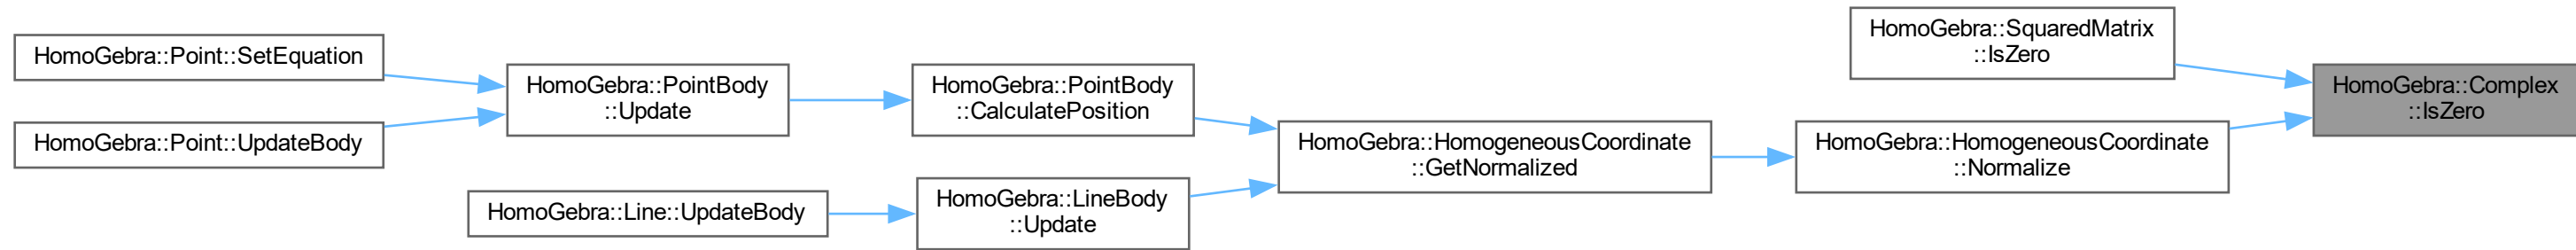 HomoGebra::Point::SetEquation
HomoGebra::Point::UpdateBody
HomoGebra::PointBody
::Update
HomoGebra::Line::UpdateBody
HomoGebra::PointBody
::CalculatePosition
HomoGebra::LineBody
::Update
HomoGebra::HomogeneousCoordinate
::GetNormalized
HomoGebra::SquaredMatrix
::IsZero
HomoGebra::HomogeneousCoordinate
::Normalize
HomoGebra::Complex
::IsZero